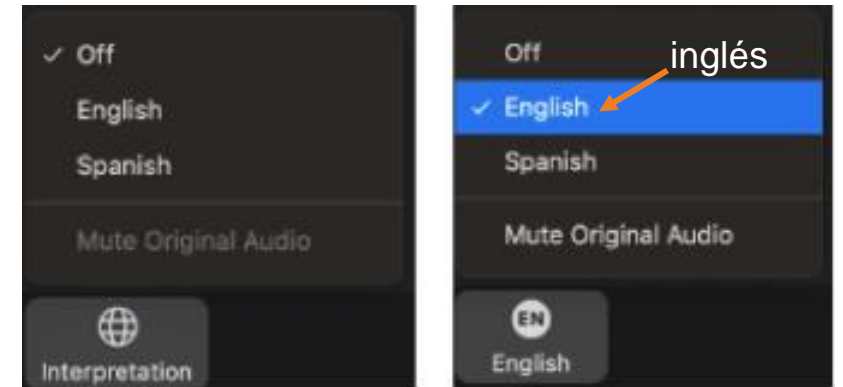 Off
English
Spanish
Mute Original Audio
Interpretation
Off
inglés
English
Spanish
Mute Original Audio
EN
English